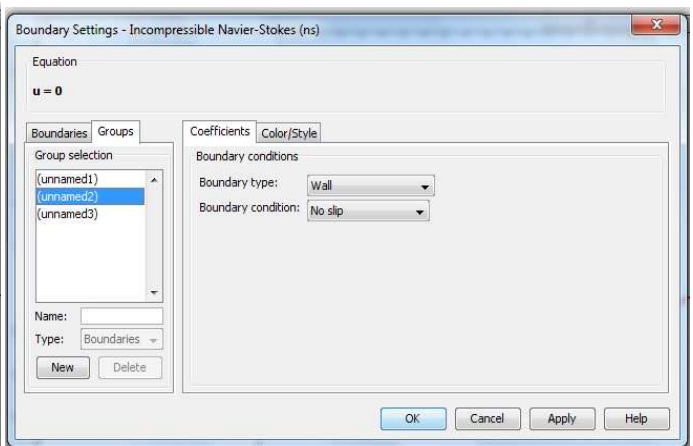 Boundary Settings - Incompressible Navier-Stokes (ns)
Equation
u = 0
Boundaries Groups
Group selection
(unnamed1)
(unnamed2)
(unnamed3)
Name:
Type: Boundaries
New Delete
Coefficients Color/Style
Boundary conditions
Boundary type: Wall
Boundary condition: No slip
OK Cancel Apply Help